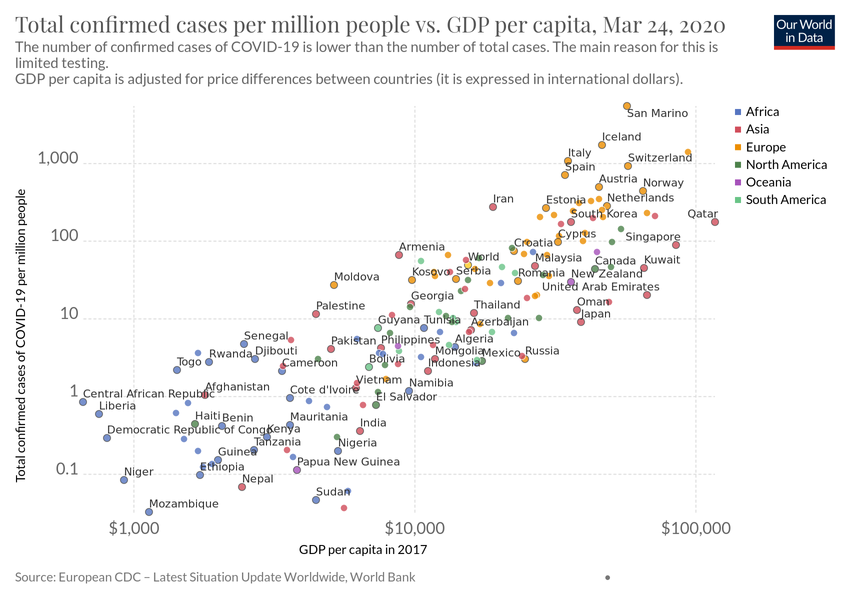 Total confirmed cases per million people vs. GDP per capita, Mar 24, 2020
Our World
in Data
The number of confirmed cases of COVID-19 is lower than the number of total cases. The main reason for this is
limited testing.
GDP per capita is adjusted for price differences between countries (it is expressed in international dollars).
Total confirmed cases of COVID-19 per million people
1,000
100
10
1
0.1
San Marino
Iceland
Italy
Switzerland
Spain
Austria
Norway
Iran
Estonia
Netherlands
South Korea
Qatar
Cyprus
Singapore
Armenia
Croatia
World
Malaysia
Canada
Kuwait
Moldova
Kosovo
Serbia
Romania
New Zealand
United Arab Emirates
Georgia
Palestine
Thailand
Oman
Japan
Guyana
Tunisia
Azerbaijan
Senegal
Pakistan
Philippines
Algeria
Togo
Rwanda
Djibouti
Cameroon
Bolivia
Mongolia
Mexico
Russia
Indonesia
Central African Republic
Afghanistan
Cote d'Ivoire
Vietnam
Namibia
Liberia
El Salvador
Haiti
Benin
Mauritania
Democratic Republic of Congo
Kenya
India
Tanzania
Nigeria
Guinea
Ethiopia
Papua New Guinea
Niger
Nepal
Sudan
Mozambique
$1,000
$10,000
$100,000
GDP per capita in 2017
Africa
Asia
Europe
North America
Oceania
South America
Source: European CDC – Latest Situation Update Worldwide, World Bank